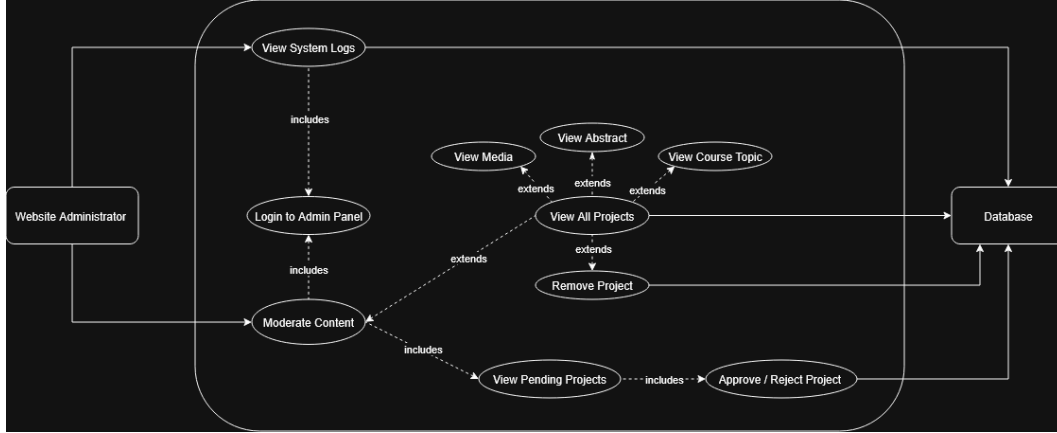 View System Logs
includes
View Abstract
View Media
View Course Topic
extends
extends
extends
Website Administrator
Login to Admin Panel
View All Projects
Database
extends
extends
includes
Remove Project
Moderate Content
includes
View Pending Projects
includes
Approve / Reject Project